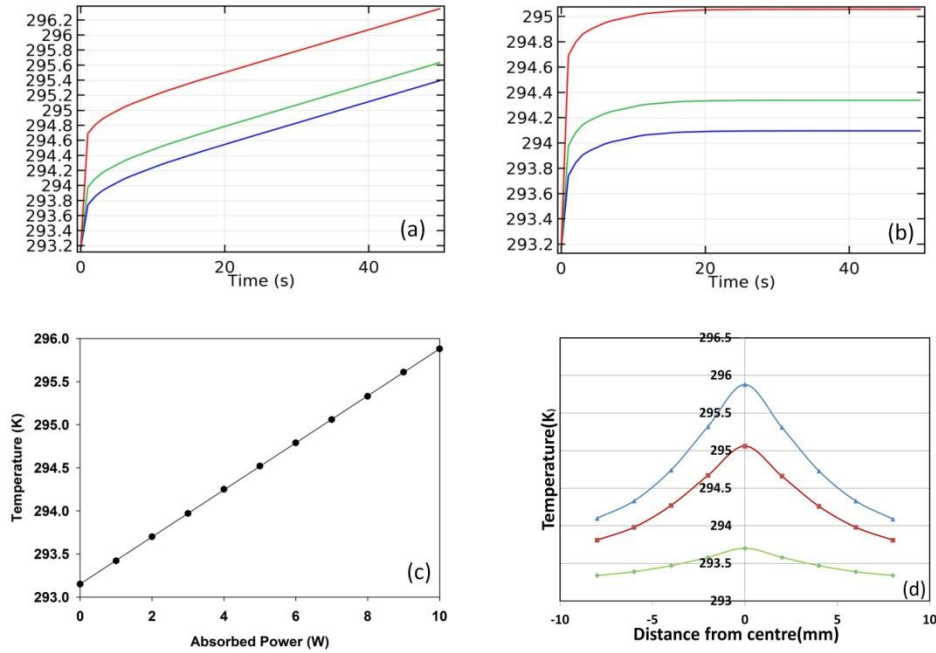 296.2
296
295.8
295.6
295.4
295.2
295
294.8
294.6
294.4
294.2
294
293.8
293.6
293.4
293.2
0 20 40
Time (s)
(a)
295
294.8
294.6
294.4
294.2
294
293.8
293.6
293.4
293.2
0 20 40
Time (s)
(b)
296.0
295.5
295.0
294.5
294.0
293.5
293.0
Temperature (K)
0 2 4 6 8 10
Absorbed Power (W)
(c)
296.5
296
295.5
295
294.5
294
293.5
293
Temperature(K)
-10 -5 0 5 10
Distance from centre(mm)
(d)